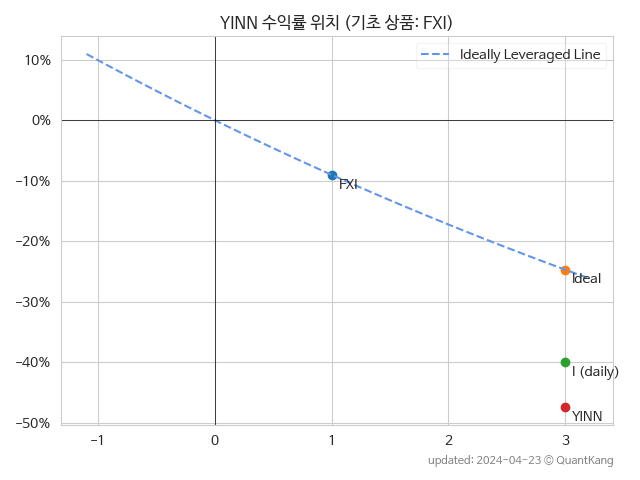 YINN 수익률 위치 (기초 상품: FXI)
Ideally Leveraged Line
10%
0%
−10%
−20%
−30%
−40%
−50%
FXI
Ideal
I (daily)
YINN
−1
0
1
2
3
updated: 2024-04-23 © QuantKang